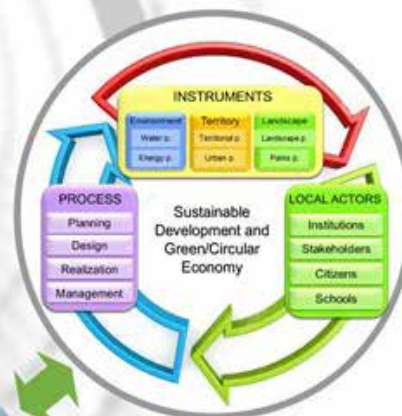 INSTRUMENTS
Environment
Territory
Landscape
Water p.
Territorial p.
Landscape p.
Energy p.
Urban p.
Parks p.
PROCESS
Planning
Design
Realization
Management
Sustainable
Development and
Green/Circular
Economy
LOCAL ACTORS
Institutions
Stakeholders
Citizens
Schools